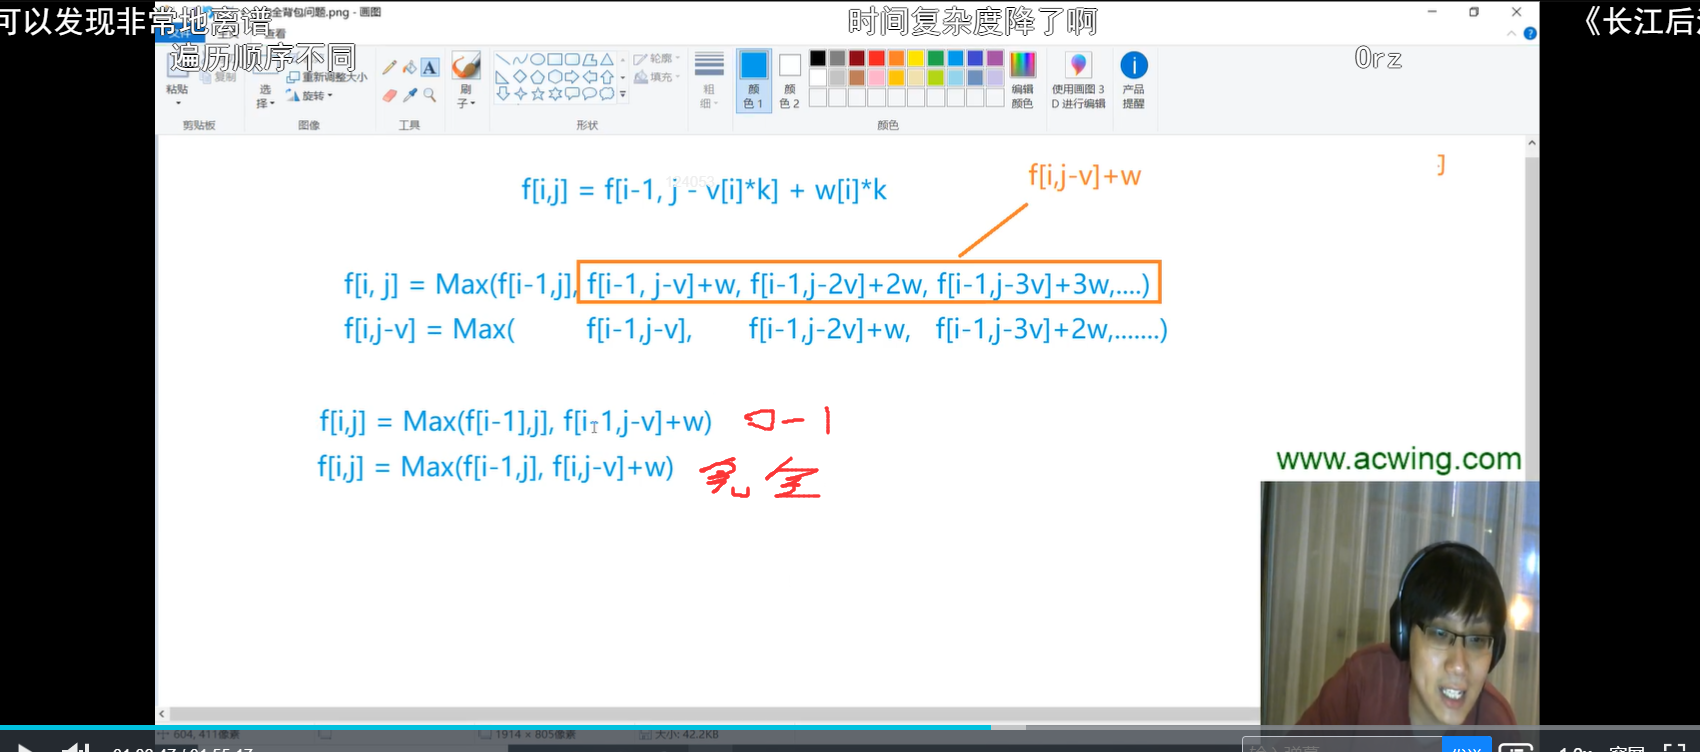 可以发现非常地离谱
全背包问题.png - 画图
时间复杂度降了啊
《长江后
遍历顺序不同
0rz
文件
查看
粘贴
复制
剪贴板
选择
重新调整大小
旋转
图像
A
工具
刷子
轮廓
填充
形状
粗细
颜色 1
颜色 2
颜色
编辑颜色
使用画图 3D 进行编辑
产品提醒
124053
f[i,j] = f[i-1, j - v[i]*k] + w[i]*k
f[i,j-v]+w
f[i, j] = Max(f[i-1,j], f[i-1, j-v]+w, f[i-1,j-2v]+2w, f[i-1,j-3v]+3w,....)
f[i,j-v] = Max( f[i-1,j-v], f[i-1,j-2v]+w, f[i-1,j-3v]+2w,.......)
f[i,j] = Max(f[i-1],j], f[i-1,j-v]+w) 0-1
f[i,j] = Max(f[i-1,j], f[i,j-v]+w) 完全
www.acwing.com
604, 411像素
1914 × 805像素
大小: 42.2KB